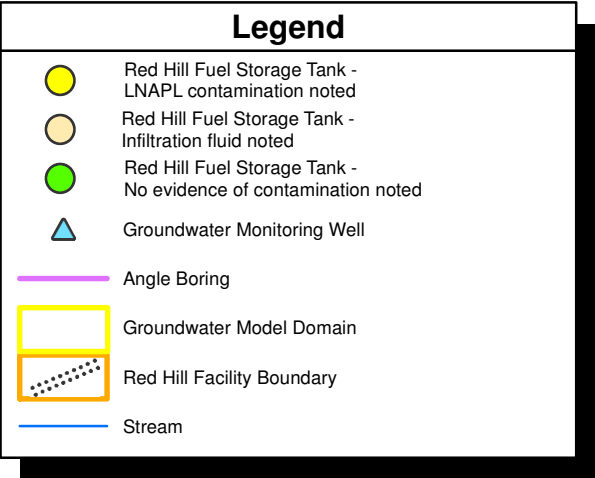 Legend
Red Hill Fuel Storage Tank -
LNAPL contamination noted
Red Hill Fuel Storage Tank -
Infiltration fluid noted
Red Hill Fuel Storage Tank -
No evidence of contamination noted
Groundwater Monitoring Well
Angle Boring
Groundwater Model Domain
Red Hill Facility Boundary
Stream